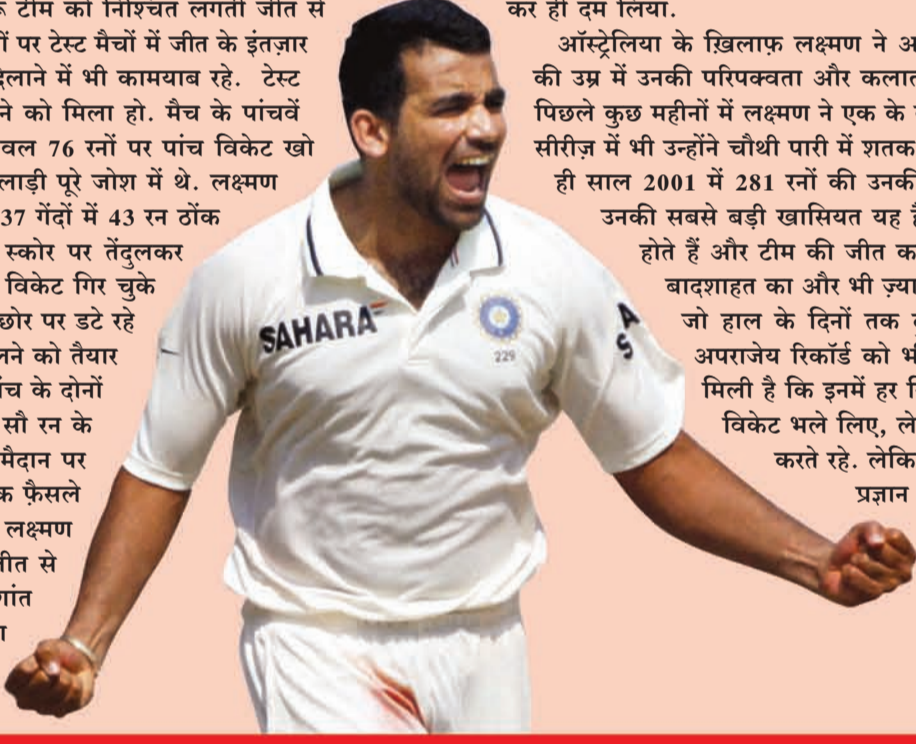 टीम को निश्चित लगती जीत से
पर टेस्ट मैचों में जीत के इंतज़ार
दिलाने में भी कामयाब रहे. टेस्ट
ने को मिला हो. मैच के पांचवें
76 रनों पर पांच विकेट खो
पूरे जोश में थे. लक्ष्मण
37 गेंदों में 43 रन ठोंक
स्कोर पर तेंदुलकर
विकेट गिर चुके
छोर पर डटे रहे
को तैयार
के दोनों
सौ रन के
मैदान पर
फ़ैसले
लक्ष्मण
जीत से
कर ही दम लिया.
ऑस्ट्रेलिया के ख़िलाफ़ लक्ष्मण ने
की उम्र में उनकी परिपक्वता और
पिछले कुछ महीनों में लक्ष्मण ने एक के
सीरीज़ में भी उन्होंने चौथी पारी में शतक
ही साल 2001 में 281 रनों की उनकी
उनकी सबसे बड़ी खासियत यह
होते हैं और टीम की जीत
बादशाहत का और भी
जो हाल के दिनों तक
अपराजेय रिकॉर्ड को
मिली है कि इनमें हर
विकेट भले लिए,
करते रहे.
प्रज्ञान
SAHARA
229